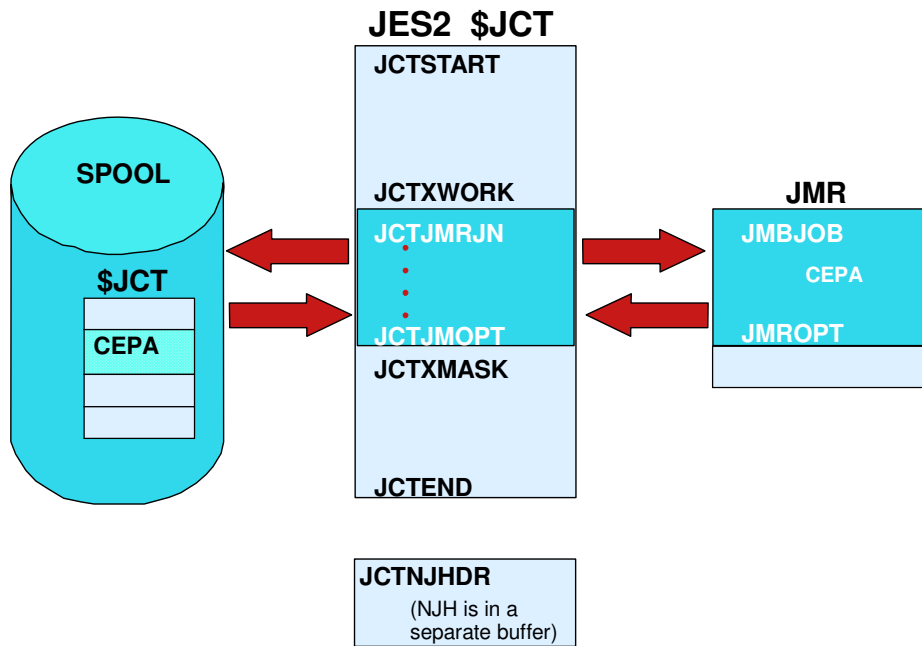 JES2 $JCT
JCTSTART
SPOOL
JCTXWORK
JMR
JCTJMRJN
JMBJOB
CEPA
$JCT
CEPA
JCTJMOPT
JMROPT
JCTXMASK
JCTEND
JCTNJHDR
(NJH is in a
separate buffer)